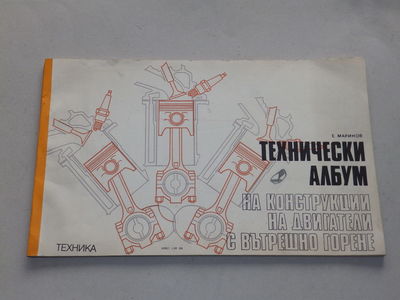 Е. МАРИНОВ
ТЕХНИЧЕСКИ
АЛБУМ
НА КОНСТРУКЦИИ
НА ДВИГАТЕЛИ
С ВЪТРЕШНО ГОРЕНЕ
ТЕХНИКА